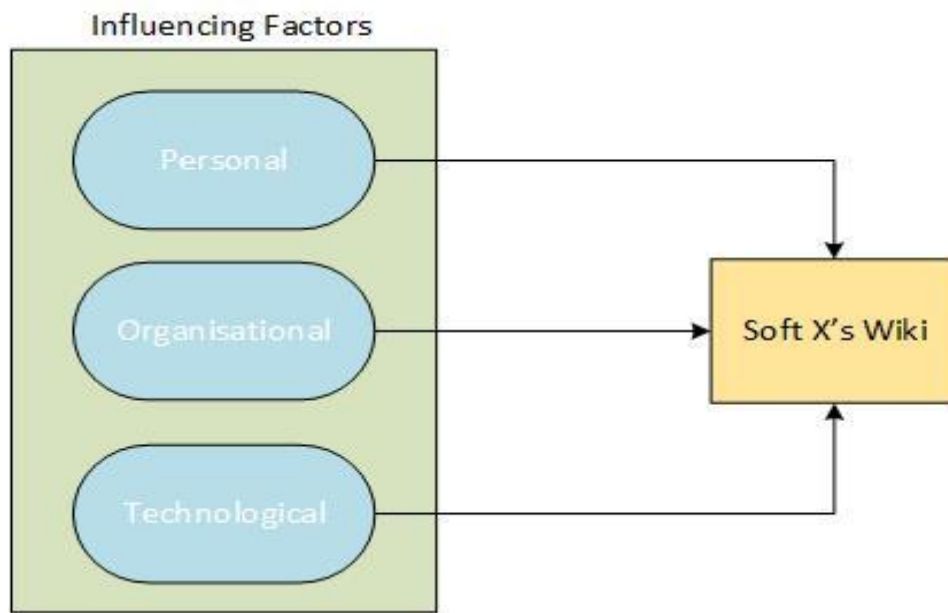 Influencing Factors
Personal
Organisational
Soft X's Wiki
Technological